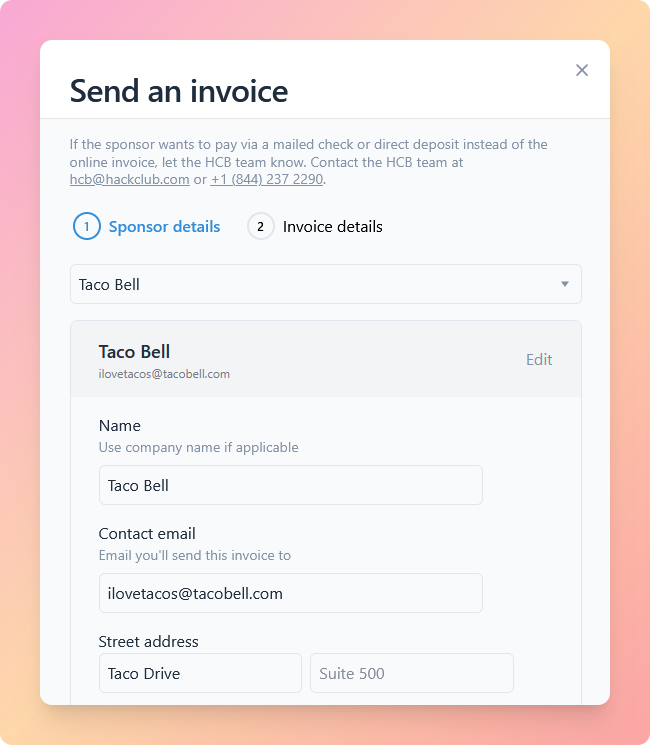 Send an invoice
If the sponsor wants to pay via a mailed check or direct deposit instead of the
online invoice, let the HCB team know. Contact the HCB team at
hcb@hackclub.com or +1 (844) 237 2290.
1 Sponsor details 2 Invoice details
Taco Bell
Taco Bell
ilovetacos@tacobell.com
Edit
Name
Use company name if applicable
Taco Bell
Contact email
Email you'll send this invoice to
ilovetacos@tacobell.com
Street address
Taco Drive Suite 500